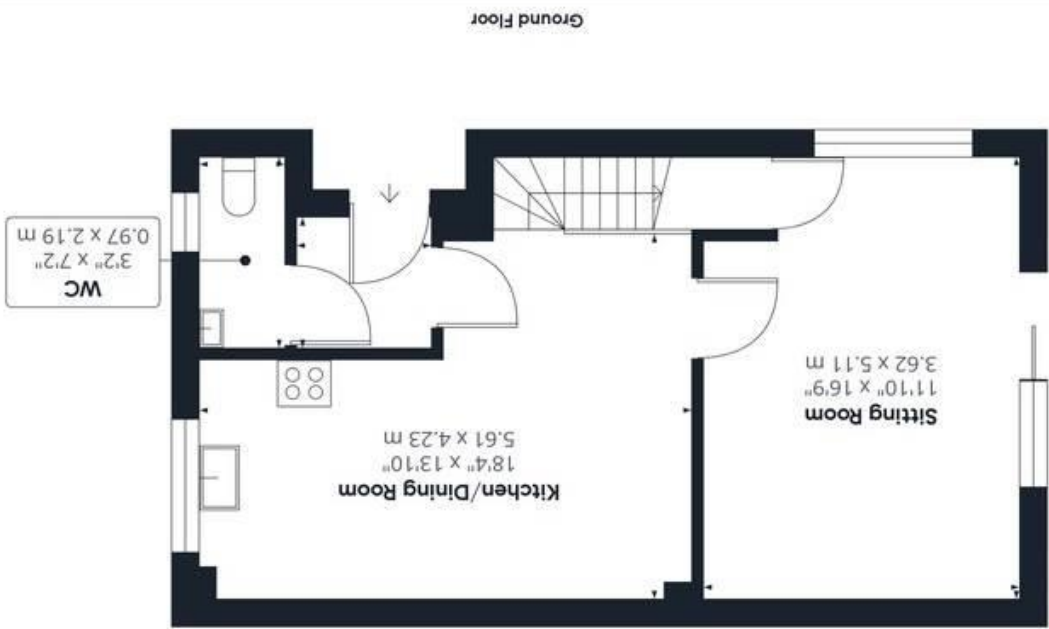 Sitting Room
11'10" x 16'9"
3.62 x 5.11 m
Kitchen/Dining Room
18'4" x 13'10"
5.61 x 4.23 m
WC
3'2" x 7'2"
0.97 x 2.19 m
Ground Floor